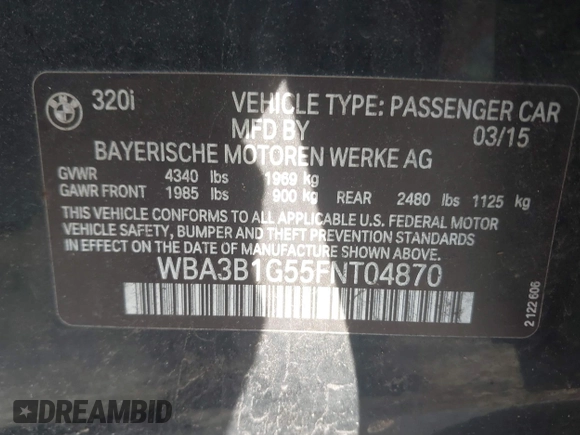 BMW
320i VEHICLE TYPE: PASSENGER CAR
MFD BY 03/15
BAYERISCHE MOTOREN WERKE AG
GVWR 4340 lbs 1969 kg
GAWR FRONT 1985 lbs 900 kg REAR 2480 lbs 1125 kg
THIS VEHICLE CONFORMS TO ALL APPLICABLE U.S. FEDERAL MOTOR
VEHICLE SAFETY, BUMPER AND THEFT PREVENTION STANDARDS
IN EFFECT ON THE DATE OF MANUFACTURE SHOWN ABOVE.
WBA3B1G55FNT04870
2 122 606
DREAMBID